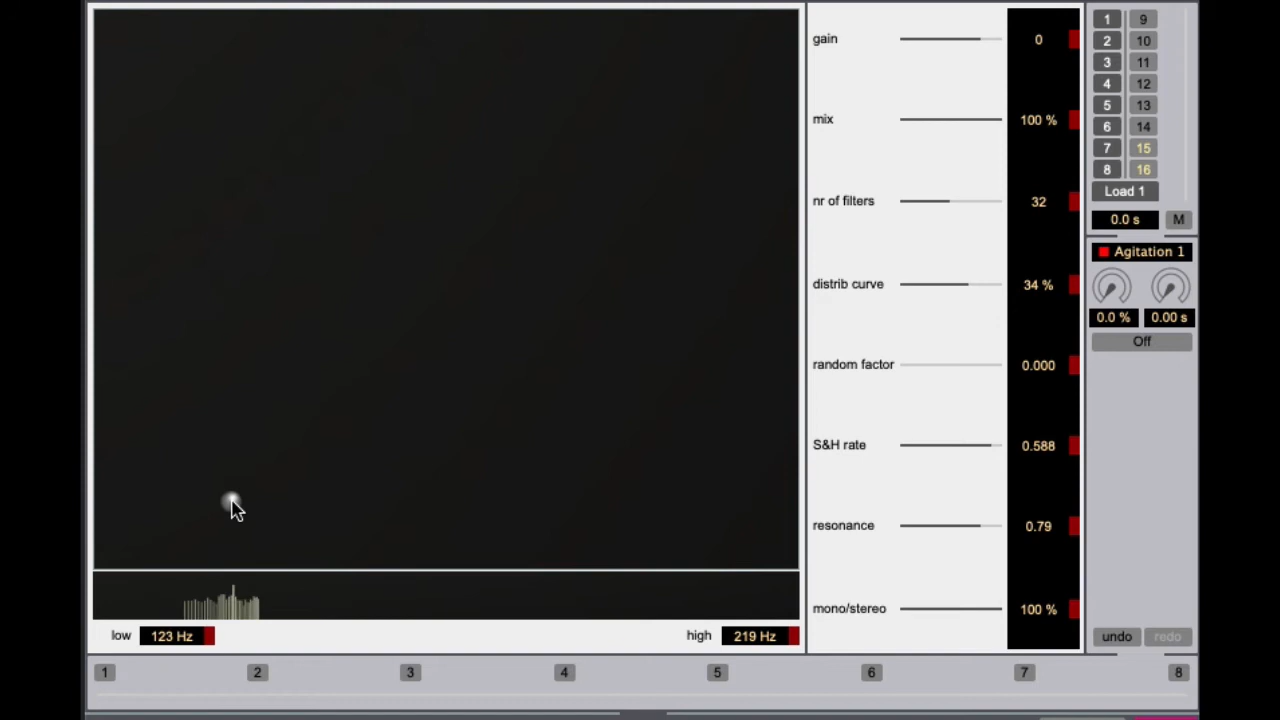 gain 0
mix 100 %
nr of filters 32
distrib curve 34 %
random factor 0.000
S&H rate 0.588
resonance 0.79
mono/stereo 100 %
low 123 Hz high 219 Hz
1 9
2 10
3 11
4 12
5 13
6 14
7 15
8 16
Load 1
0.0 s M
Agitation 1
0.0 % 0.00 s
Off
undo redo
1 2 3 4 5 6 7 8